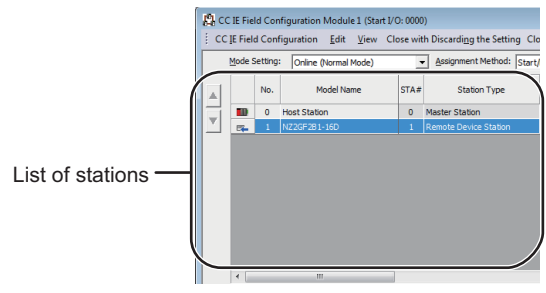 CC IE Field Configuration Module 1 (Start I/O: 0000)
CC IE Field Configuration Edit View Close with Discarding the Setting Clo
Mode Setting: Online (Normal Mode) Assignment Method: Start/
No. Model Name STA# Station Type
0 Host Station 0 Master Station
1 NZ2GF2B1-16D 1 Remote Device Station
List of stations